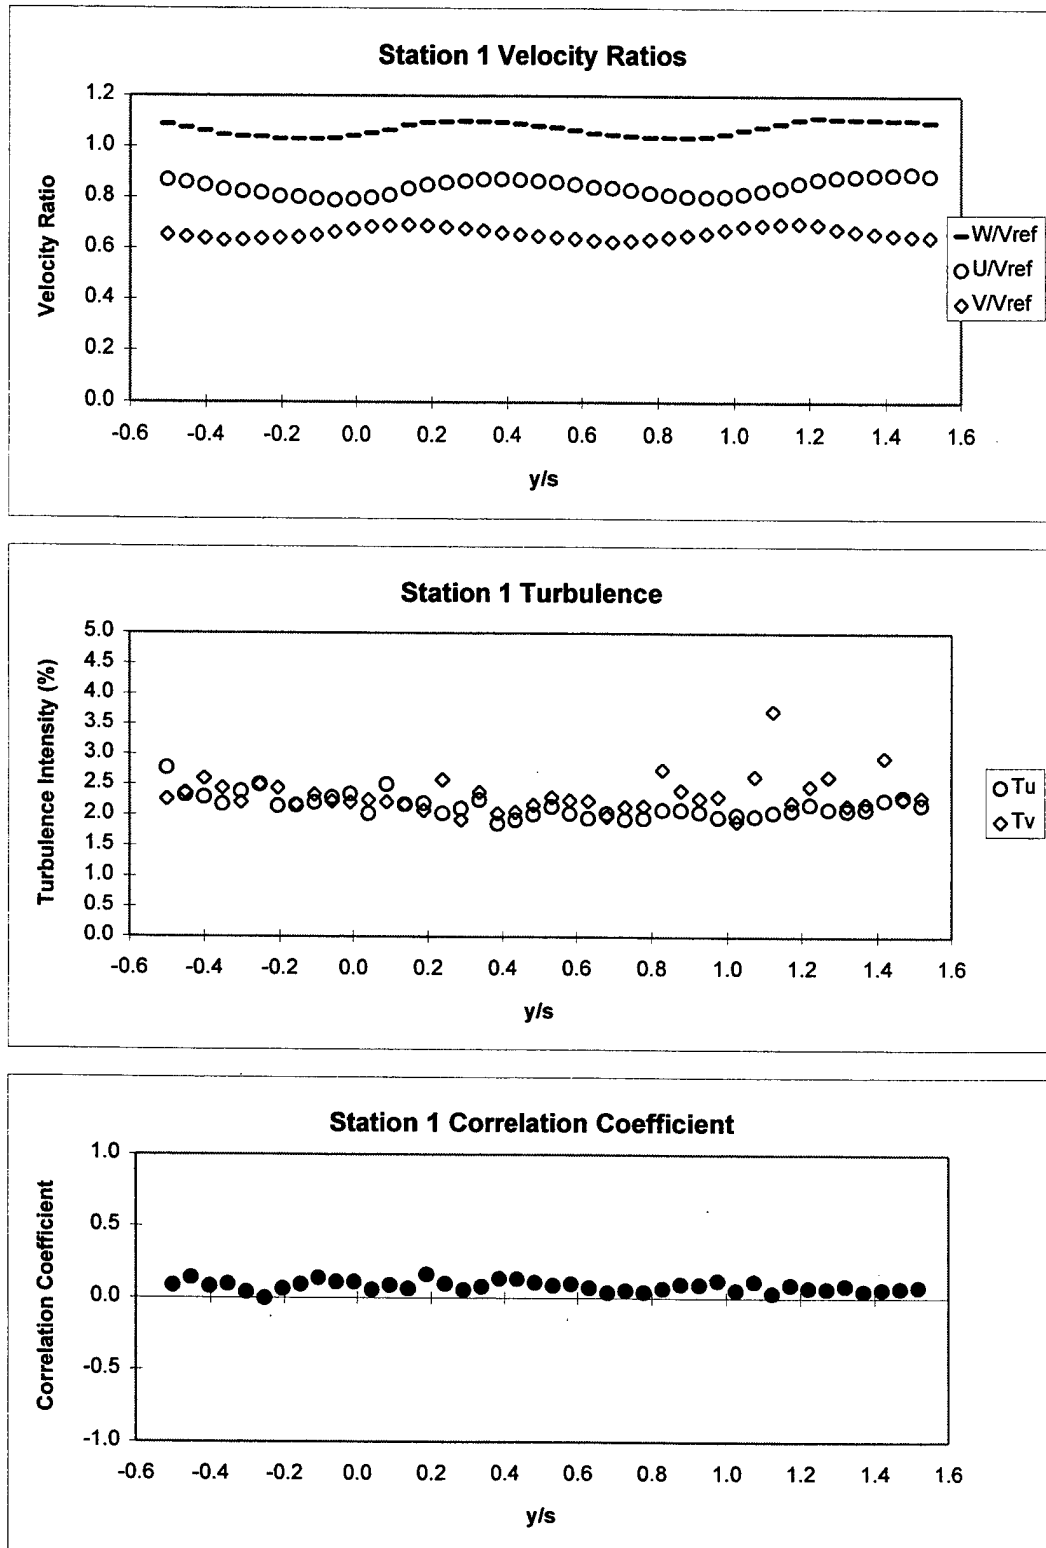 Station 1 Velocity Ratios
Velocity Ratio
1.2
1.0
0.8
0.6
0.4
0.2
0.0
-0.6 -0.4 -0.2 0.0 0.2 0.4 0.6 0.8 1.0 1.2 1.4 1.6
y/s
W/Vref
U/Vref
V/Vref
Station 1 Turbulence
Turbulence Intensity (%)
5.0
4.5
4.0
3.5
3.0
2.5
2.0
1.5
1.0
0.5
0.0
-0.6 -0.4 -0.2 0.0 0.2 0.4 0.6 0.8 1.0 1.2 1.4 1.6
y/s
Tu
Tv
Station 1 Correlation Coefficient
Correlation Coefficient
1.0
0.5
0.0
-0.5
-1.0
-0.6 -0.4 -0.2 0.0 0.2 0.4 0.6 0.8 1.0 1.2 1.4 1.6
y/s